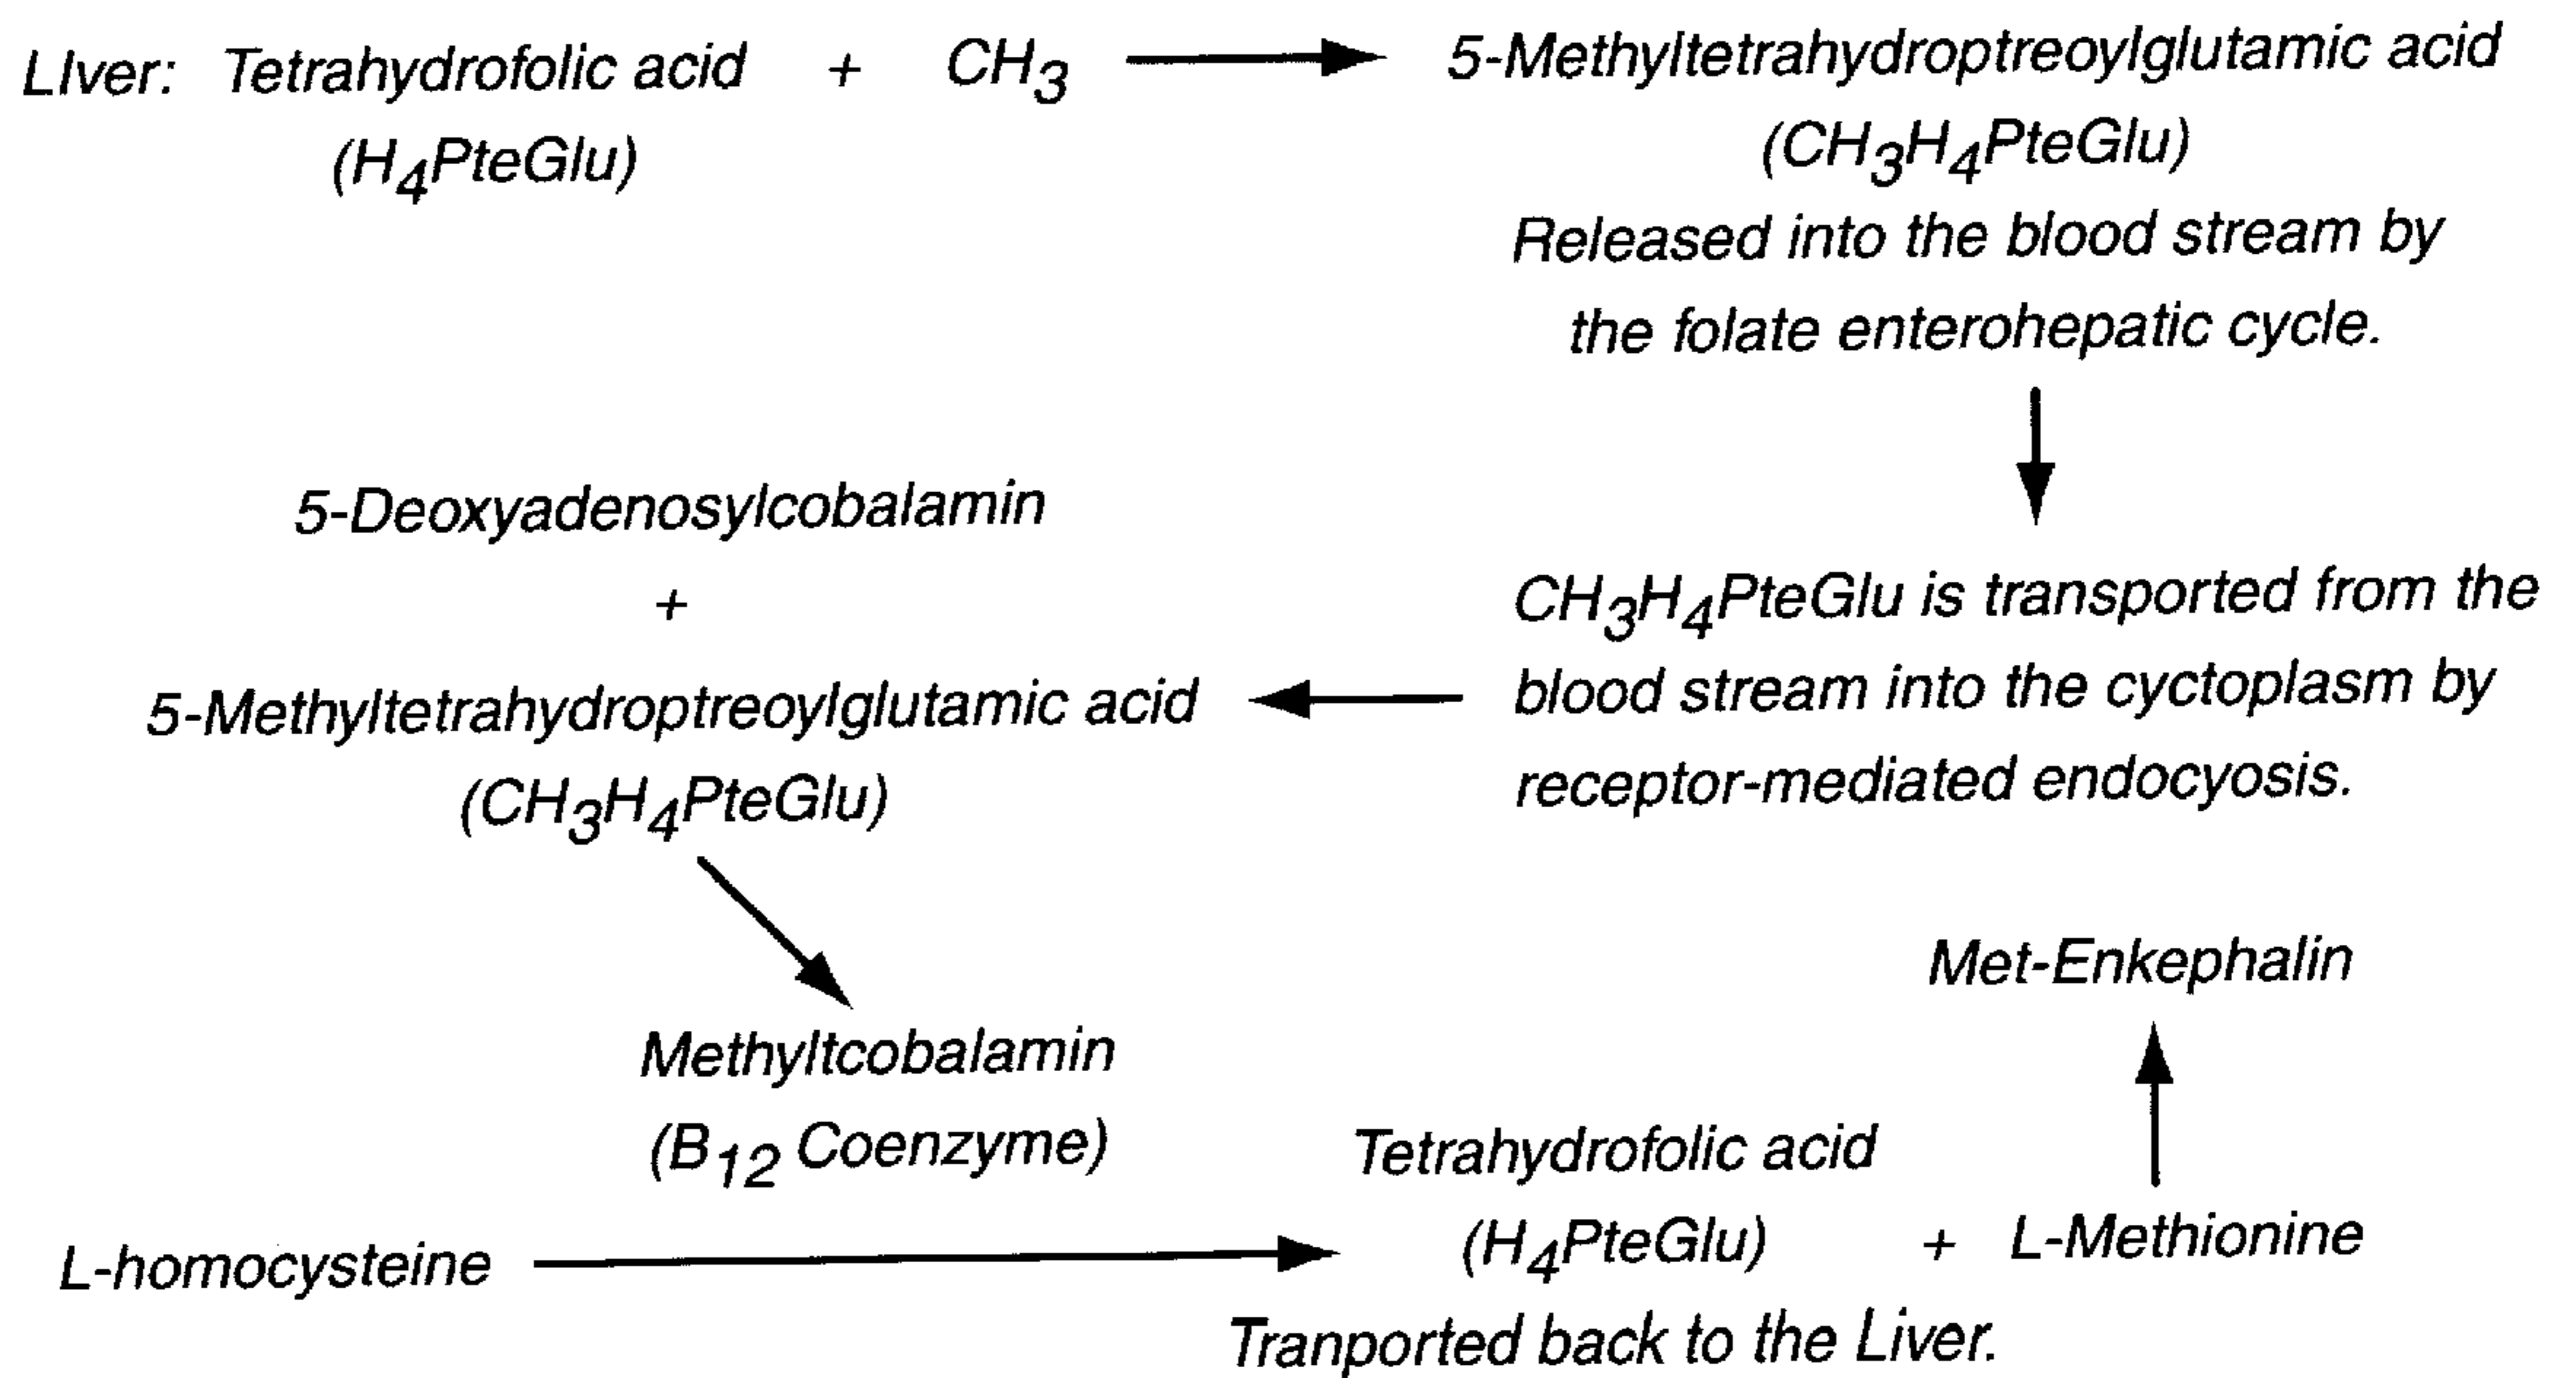 LIver: Tetrahydrofolic acid + CH3 5-Methyltetrahydroptreoylglutamic acid
(H4PteGlu) (CH3H4PteGlu)
Released into the blood stream by
the folate enterohepatic cycle.
5-Deoxyadenosylcobalamin
+
5-Methyltetrahydroptreoylglutamic acid
(CH3H4PteGlu)
CH3H4PteGlu is transported from the
blood stream into the cyctoplasm by
receptor-mediated endocyosis.
Methyltcobalamin
(B12 Coenzyme)
Met-Enkephalin
L-homocysteine
Tetrahydrofolic acid
(H4PteGlu) + L-Methionine
Tranported back to the Liver.